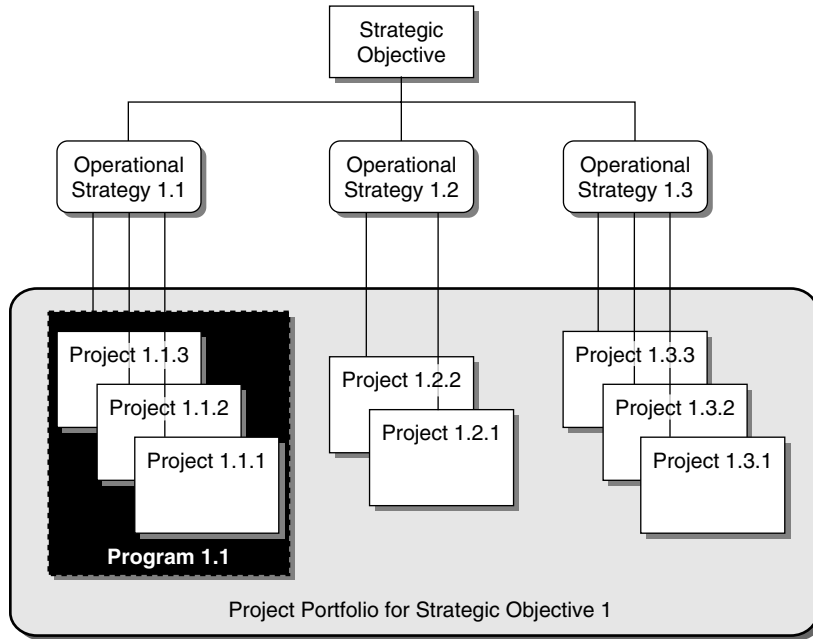 Strategic
Objective
Operational
Strategy 1.1
Operational
Strategy 1.2
Operational
Strategy 1.3
Project 1.1.3
Project 1.1.2
Project 1.1.1
Program 1.1
Project 1.2.2
Project 1.2.1
Project 1.3.3
Project 1.3.2
Project 1.3.1
Project Portfolio for Strategic Objective 1